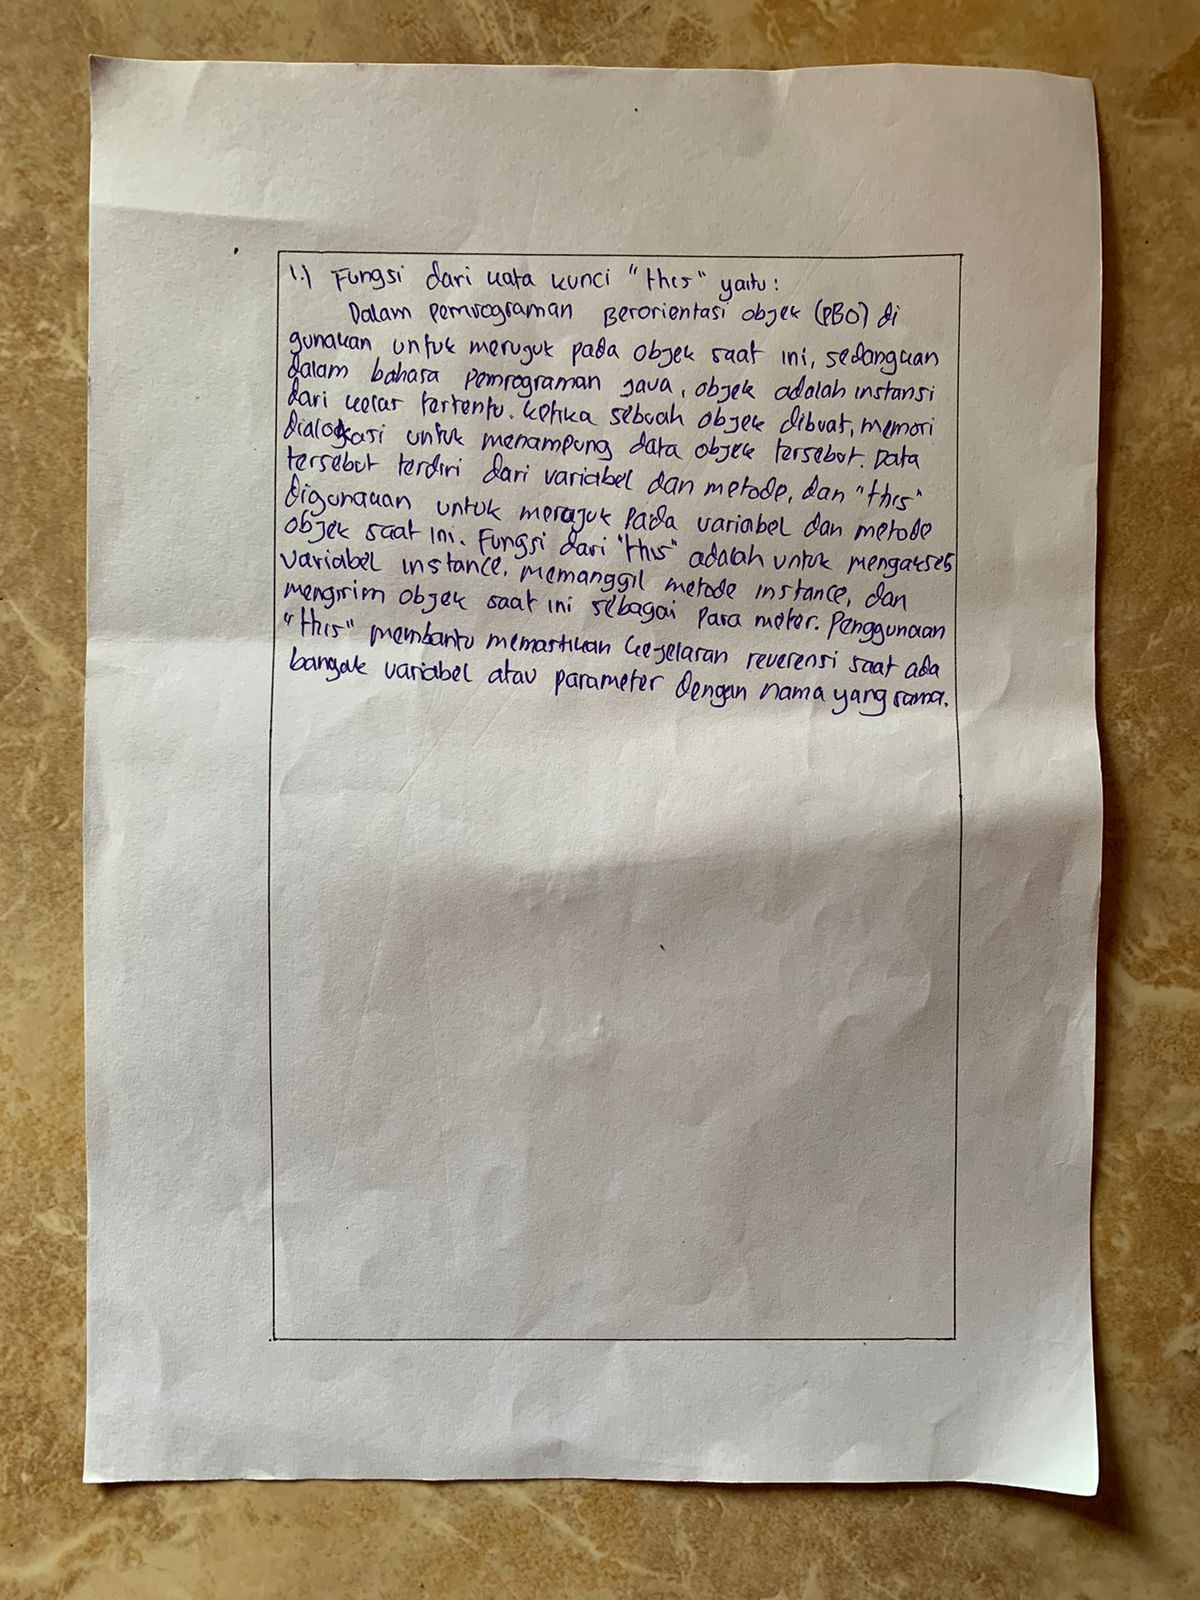 1.) Fungsi dari kata kunci "this" yaitu:
Dalam pemrograman Berorientasi Objek (PBO) di
gunakan untuk merujuk pada objek saat ini, sedangkan
dalam bahasa pemrograman java, objek adalah instansi
dari kelas tertentu. ketika sebuah objek dibuat, memori
dialokasi untuk menampung data objek tersebut. Data
tersebut terdiri dari variabel dan metode, dan "this"
digunakan untuk merujuk pada variabel dan metode
objek saat ini. Fungsi dari "this" adalah untuk mengakses
variabel instance, memanggil metode instance, dan
mengirim objek saat ini sebagai Para meter. Penggunaan
"this" membantu memastikan kejelasan reverensi saat ada
banyak variabel atau parameter dengan nama yang sama.